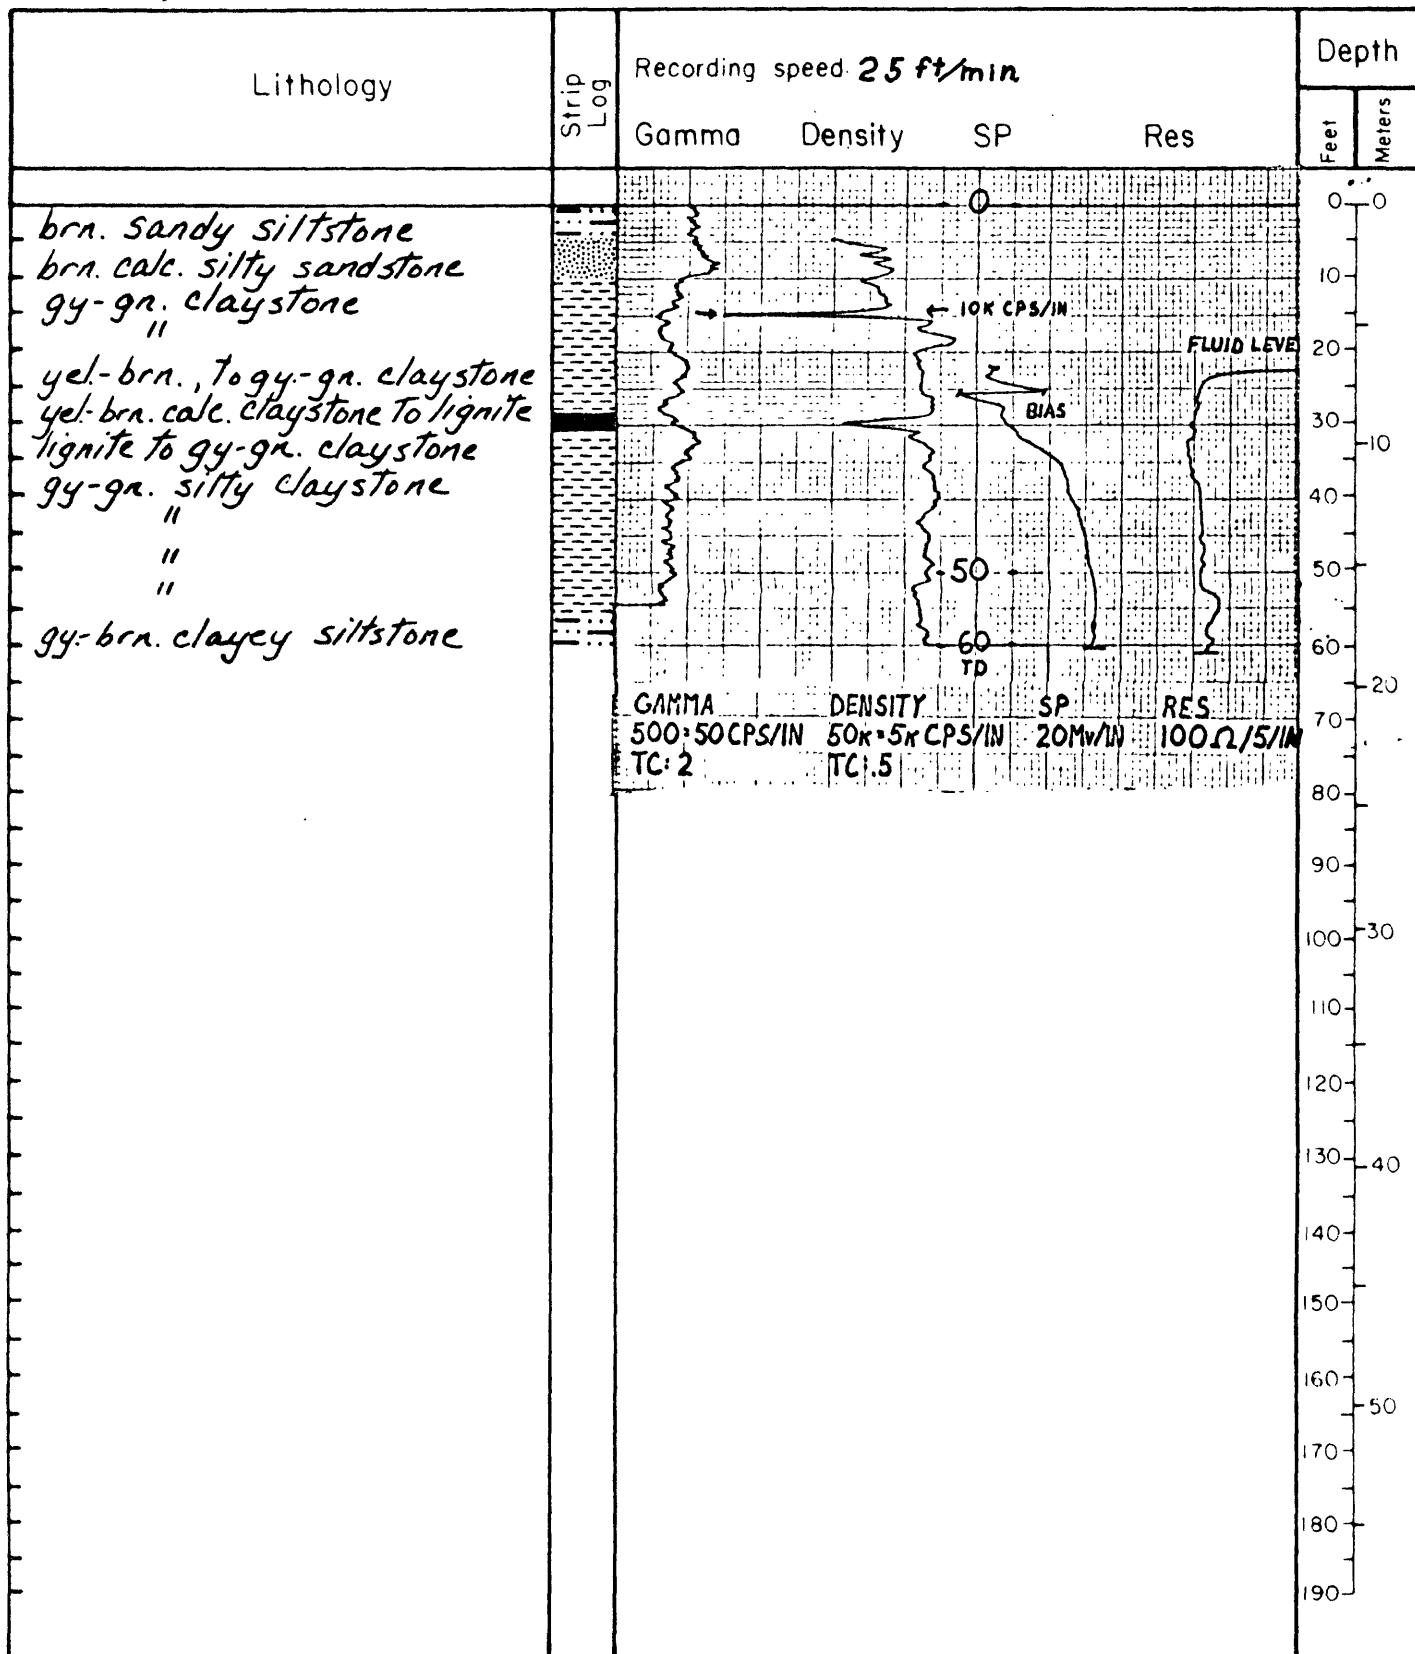 Lithology
Strip Log
Recording speed 25 ft/min
Gamma Density SP Res
Depth
Feet
Meters
brn. sandy siltstone
brn. calc. silty sandstone
gy-gn. claystone
"
yel.-brn., to gy.-gn. claystone
yel-brn. calc. claystone to lignite
lignite to gy-gn. claystone
gy-gn. silty claystone
"
"
"
gy-brn. clayey siltstone
0
10K CPS/IN
FLUID LEVE
BIAS
50
60
TD
GAMMA DENSITY SP RES
500=50 CPS/IN 50K=5K CPS/IN 20MV/IN 100Ω/5/IN
TC: 2 TC:.5
0
10
20
30
40
50
60
70
80
90
100
110
120
130
140
150
160
170
180
190
0
10
20
30
40
50